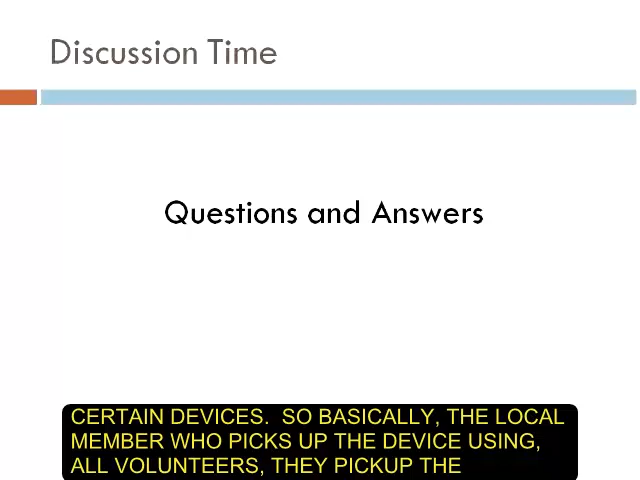 Discussion Time
Questions and Answers
CERTAIN DEVICES.  SO BASICALLY, THE LOCAL
MEMBER WHO PICKS UP THE DEVICE USING,
ALL VOLUNTEERS, THEY PICKUP THE